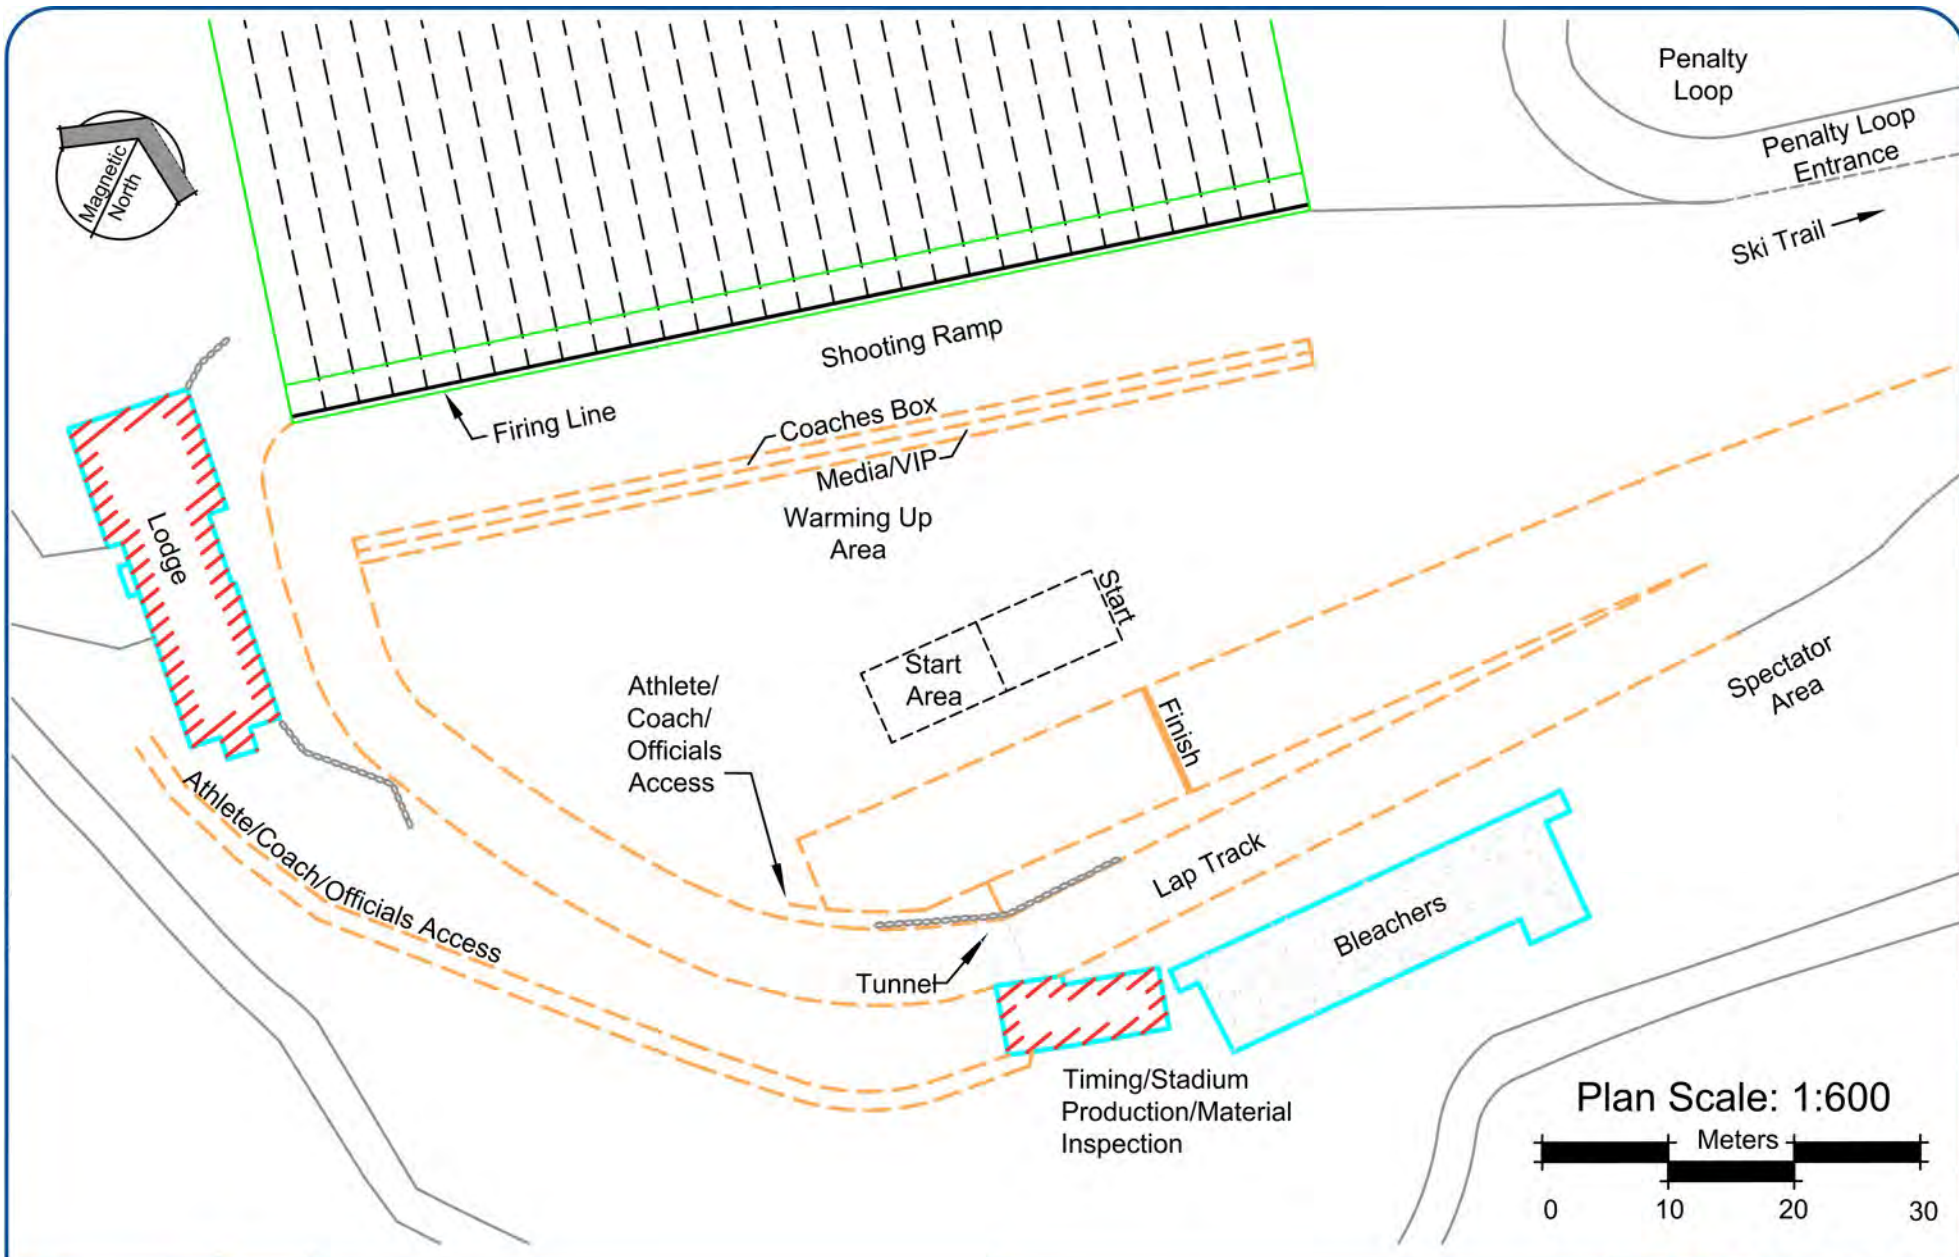 Penalty
Loop
Penalty Loop
Entrance
Magnetic
North
Ski Trail
Shooting Ramp
Firing Line
Coaches Box
Media/VIP
Warming Up
Area
Lodge
Start
Start
Area
Athlete/
Coach/
Officials
Access
Finish
Spectator
Area
Athlete/Coach/Officials Access
Lap Track
Bleachers
Tunnel
Timing/Stadium
Production/Material
Inspection
Plan Scale: 1:600
Meters
0 10 20 30